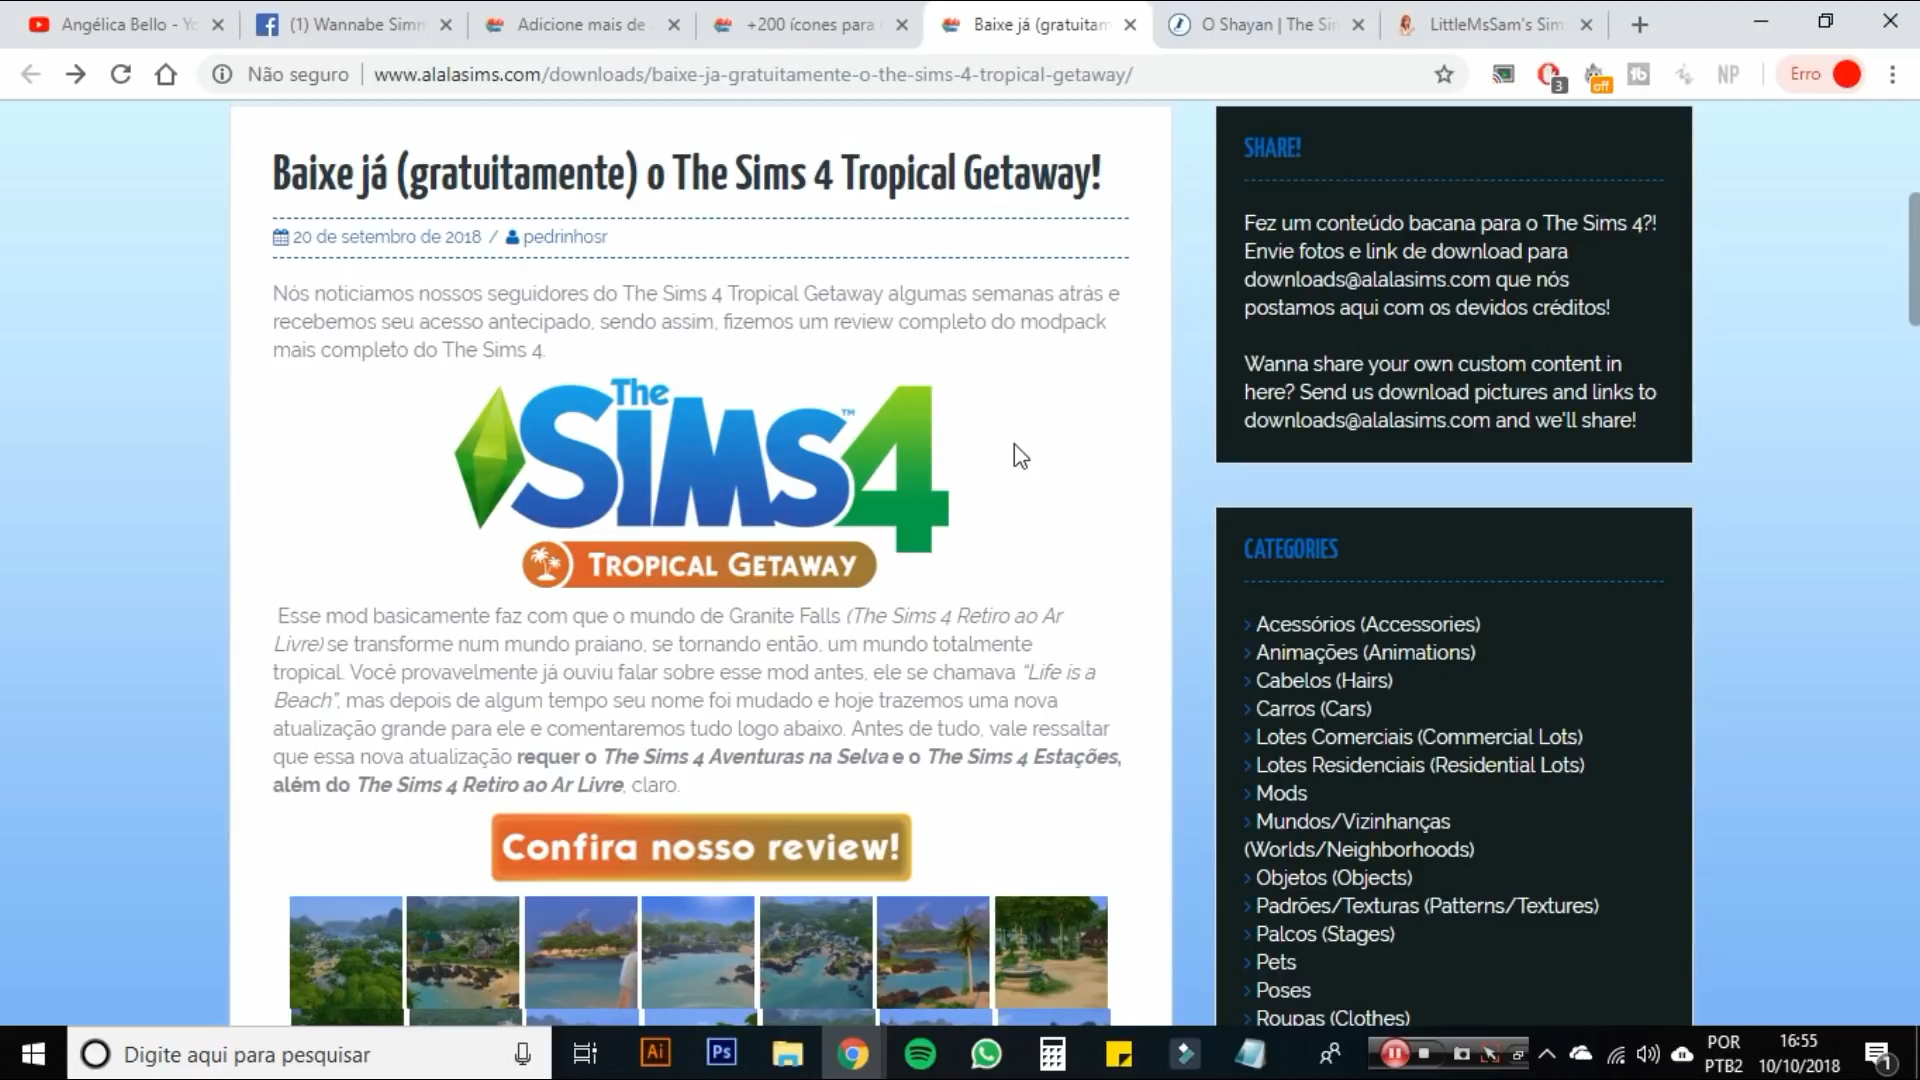 Angélica Bello - Yo
(1) Wannabe Simm
Adicione mais de
+200 ícones para
Baixe já (gratuitam
O Shayan | The Sim
LittleMsSam's Sim
Não seguro
www.alalasims.com/downloads/baixe-ja-gratuitamente-o-the-sims-4-tropical-getaway/
3
off
NP
Erro
Baixe já (gratuitamente) o The Sims 4 Tropical Getaway!
20 de setembro de 2018 / pedrinhosr
Nós noticiamos nossos seguidores do The Sims 4 Tropical Getaway algumas semanas atrás e
recebemos seu acesso antecipado, sendo assim, fizemos um review completo do modpack
mais completo do The Sims 4.
The
SIMS 4
™
TROPICAL GETAWAY
Esse mod basicamente faz com que o mundo de Granite Falls (The Sims 4 Retiro ao Ar
Livre) se transforme num mundo praiano, se tornando então, um mundo totalmente
tropical. Você provavelmente já ouviu falar sobre esse mod antes, ele se chamava “Life is a
Beach”, mas depois de algum tempo seu nome foi mudado e hoje trazemos uma nova
atualização grande para ele e comentaremos tudo logo abaixo. Antes de tudo, vale ressaltar
que essa nova atualização requer o The Sims 4 Aventuras na Selva e o The Sims 4 Estações,
além do The Sims 4 Retiro ao Ar Livre, claro.
Confira nosso review!
SHARE!
Fez um conteúdo bacana para o The Sims 4?!
Envie fotos e link de download para
downloads@alalasims.com que nós
postamos aqui com os devidos créditos!
Wanna share your own custom content in
here? Send us download pictures and links to
downloads@alalasims.com and we'll share!
CATEGORIES
Acessórios (Accessories)
Animações (Animations)
Cabelos (Hairs)
Carros (Cars)
Lotes Comerciais (Commercial Lots)
Lotes Residenciais (Residential Lots)
Mods
Mundos/Vizinhanças
(Worlds/Neighborhoods)
Objetos (Objects)
Padrões/Texturas (Patterns/Textures)
Palcos (Stages)
Pets
Poses
Roupas (Clothes)
Digite aqui para pesquisar
Ai
Ps
POR
PTB2
16:55
10/10/2018
1